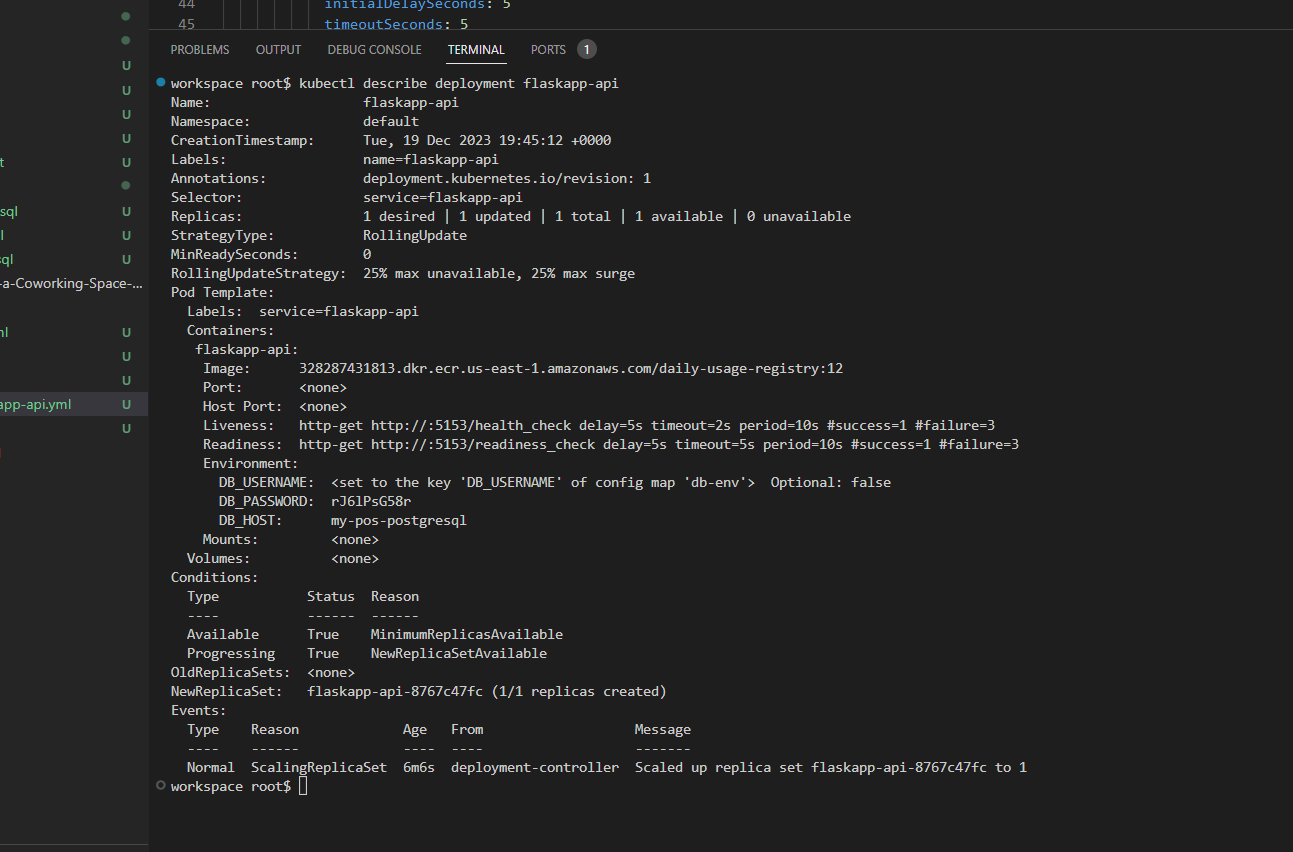 44 initialDelaySeconds: 5
45 timeoutSeconds: 5
PROBLEMS OUTPUT DEBUG CONSOLE TERMINAL PORTS 1
workspace root$ kubectl describe deployment flaskapp-api
Name: flaskapp-api
Namespace: default
CreationTimestamp: Tue, 19 Dec 2023 19:45:12 +0000
Labels: name=flaskapp-api
Annotations: deployment.kubernetes.io/revision: 1
Selector: service=flaskapp-api
Replicas: 1 desired | 1 updated | 1 total | 1 available | 0 unavailable
StrategyType: RollingUpdate
MinReadySeconds: 0
RollingUpdateStrategy: 25% max unavailable, 25% max surge
Pod Template:
Labels: service=flaskapp-api
Containers:
flaskapp-api:
Image: 328287431813.dkr.ecr.us-east-1.amazonaws.com/daily-usage-registry:12
Port: <none>
Host Port: <none>
Liveness: http-get http://:5153/health_check delay=5s timeout=2s period=10s #success=1 #failure=3
Readiness: http-get http://:5153/readiness_check delay=5s timeout=5s period=10s #success=1 #failure=3
Environment:
DB_USERNAME: <set to the key 'DB_USERNAME' of config map 'db-env'> Optional: false
DB_PASSWORD: rJ6lPsG58r
DB_HOST: my-pos-postgresql
Mounts: <none>
Volumes: <none>
Conditions:
Type Status Reason
---- ------ ------
Available True MinimumReplicasAvailable
Progressing True NewReplicaSetAvailable
OldReplicaSets: <none>
NewReplicaSet: flaskapp-api-8767c47fc (1/1 replicas created)
Events:
Type Reason Age From Message
---- ------ ---- ---- -------
Normal ScalingReplicaSet 6m6s deployment-controller Scaled up replica set flaskapp-api-8767c47fc to 1
workspace root$
U
U
U
U
t U
sql U
l U
ql U
-a-Coworking-Space-...
ml U
U
U
app-api.yml U
U